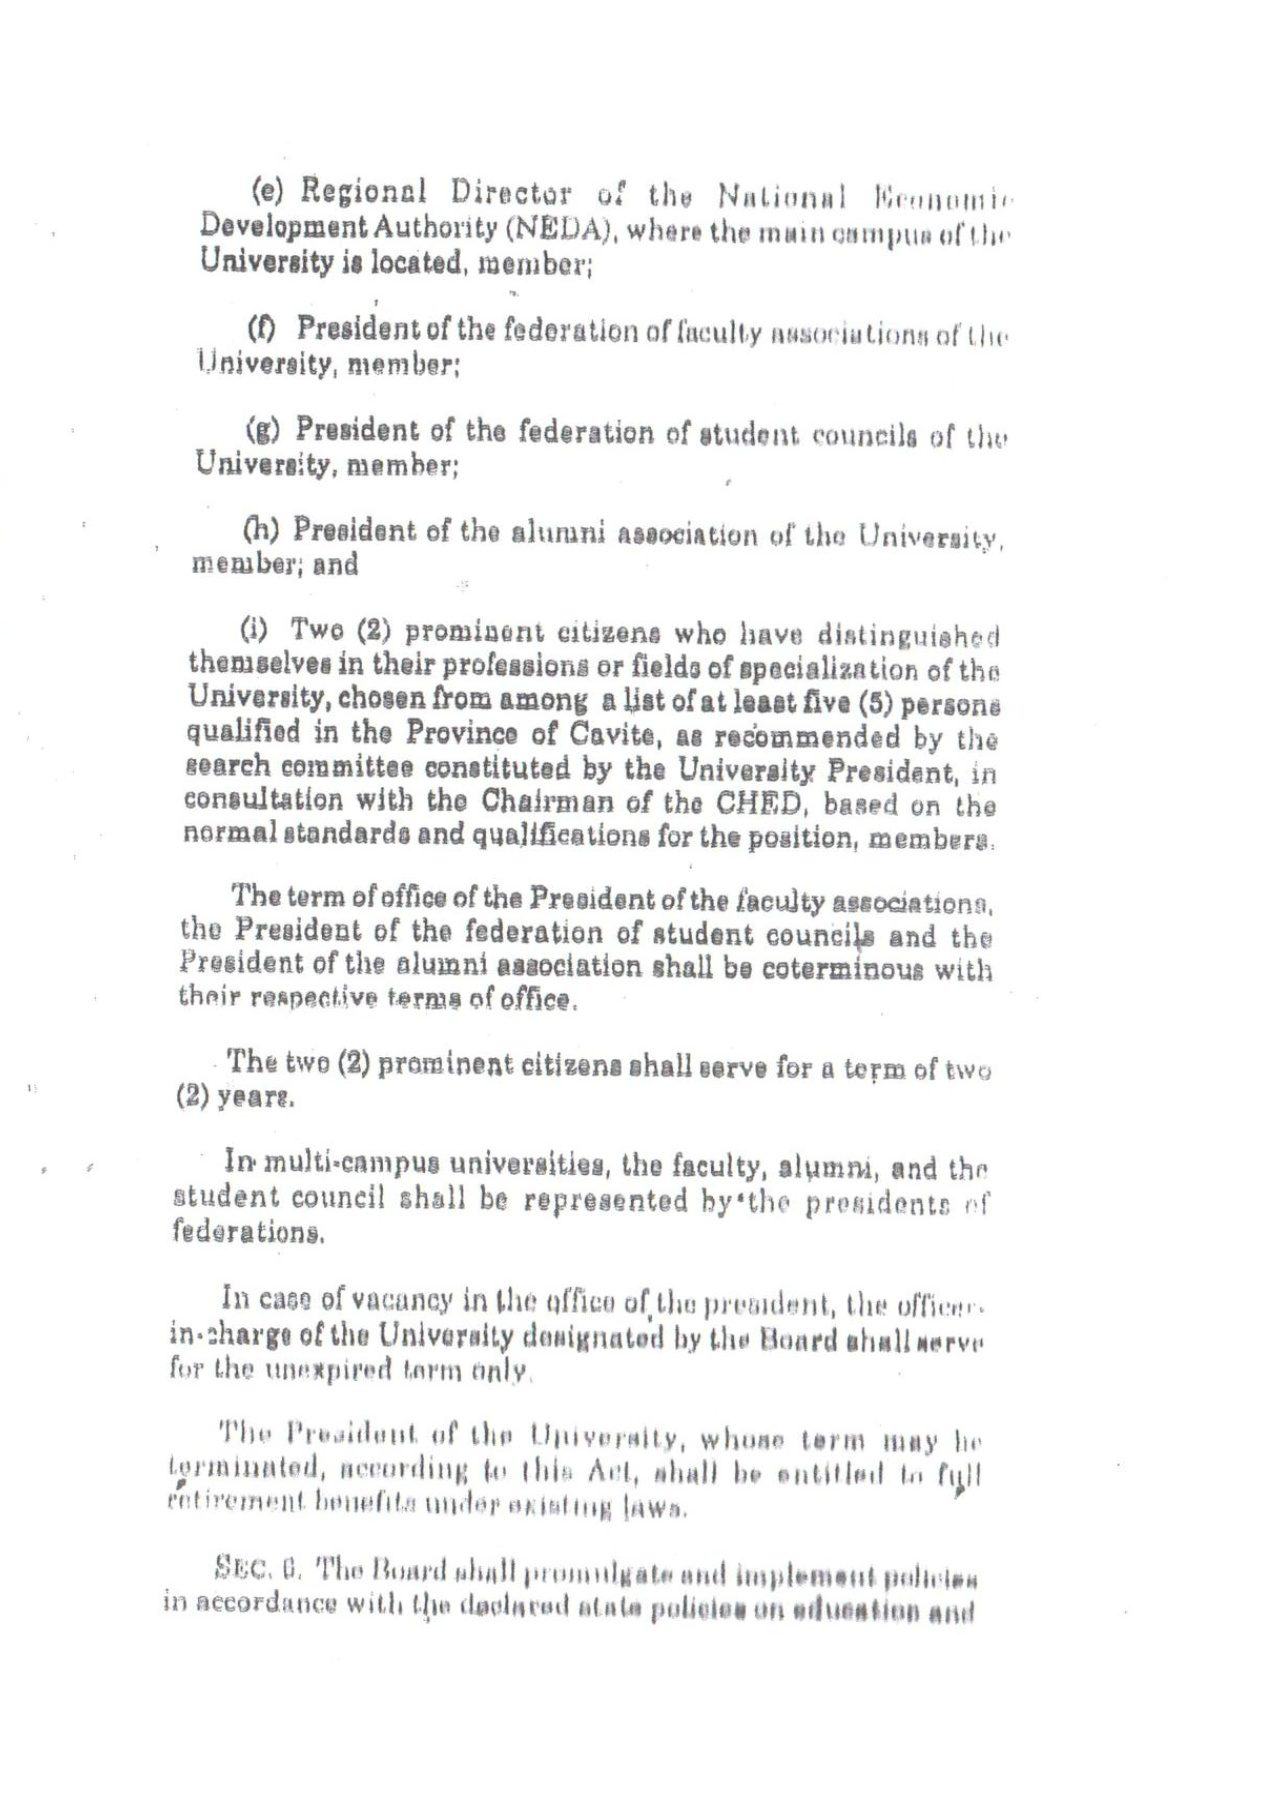 (e) Regional Director of the National Economic
Development Authority (NEDA), where the main campus of the
University is located, member;
(f) President of the federation of faculty associations of the
University, member;
(g) President of the federation of student councils of the
University, member;
(h) President of the alumni association of the University,
member; and
(i) Two (2) prominent citizens who have distinguished
themselves in their professions or fields of specialization of the
University, chosen from among a list of at least five (5) persons
qualified in the Province of Cavite, as recommended by the
search committee constituted by the University President, in
consultation with the Chairman of the CHED, based on the
normal standards and qualifications for the position, members.
The term of office of the President of the faculty associations,
the President of the federation of student councils and the
President of the alumni association shall be coterminous with
their respective terms of office.
The two (2) prominent citizens shall serve for a term of two
(2) years.
In multi-campus universities, the faculty, alumni, and the
student council shall be represented by the presidents of
federations.
In case of vacancy in the office of the president, the officer-
in-charge of the University designated by the Board shall serve
for the unexpired term only.
The President of the University, whose term may be
terminated, according to this Act, shall be entitled to full
retirement benefits under existing laws.
SEC. 6. The Board shall promulgate and implement policies
in accordance with the declared state policies on education and